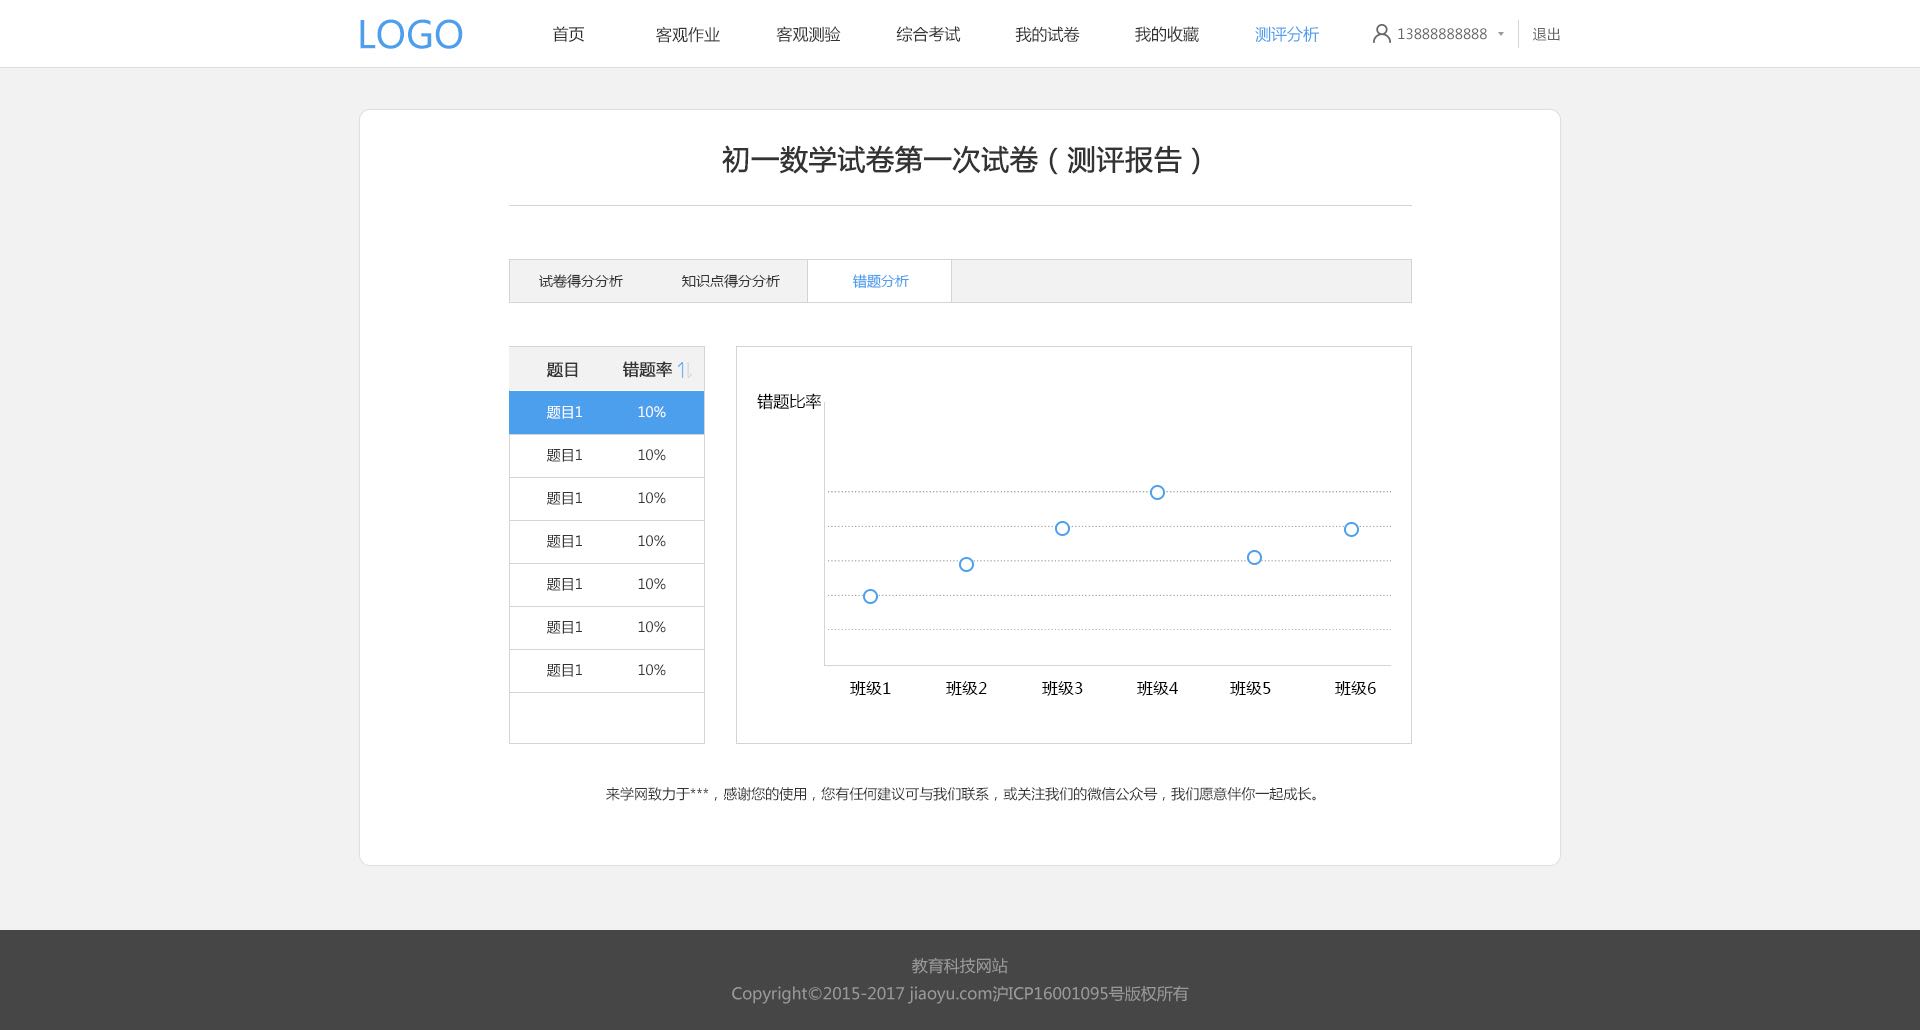 LOGO 首页 客观作业 客观测验 综合考试 我的试卷 我的收藏 测评分析 13888888888 退出
初一数学试卷第一次试卷（测评报告）
试卷得分分析 知识点得分分析 错题分析
题目 错题率
题目1 10%
题目1 10%
题目1 10%
题目1 10%
题目1 10%
题目1 10%
题目1 10%
错题比率
班级1 班级2 班级3 班级4 班级5 班级6
来学网致力于***，感谢您的使用，您有任何建议可与我们联系，或关注我们的微信公众号，我们愿意伴你一起成长。
教育科技网站
Copyright©2015-2017 jiaoyu.com沪ICP16001095号版权所有